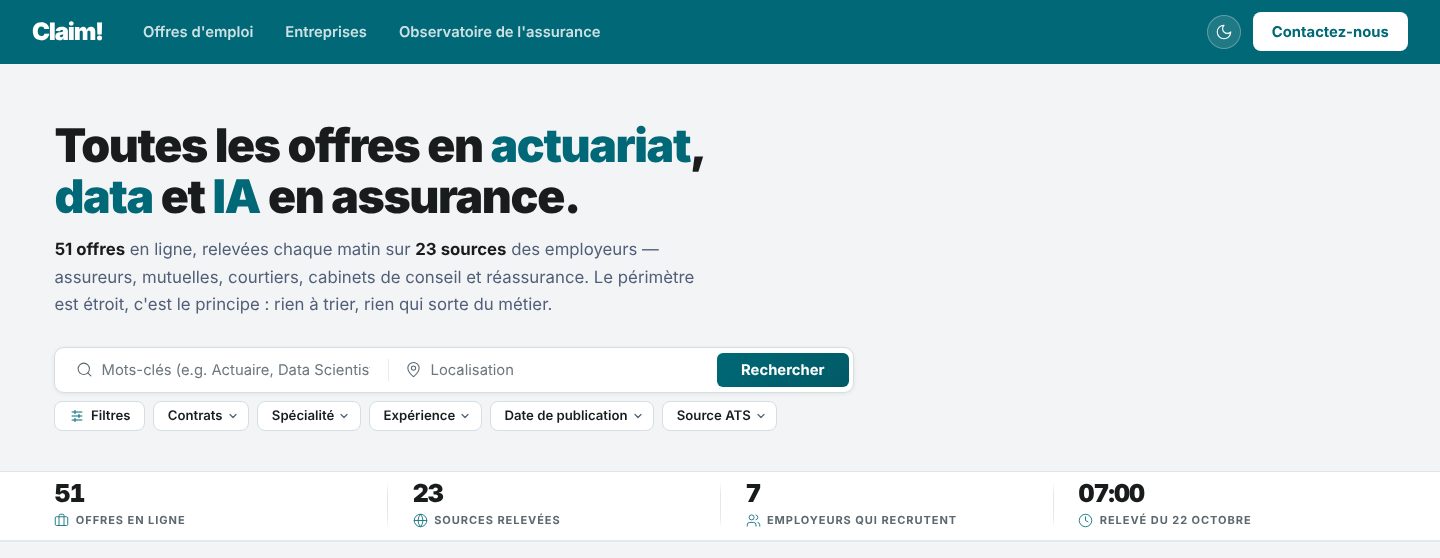 Claim!
Offres d'emploi
Entreprises
Observatoire de l'assurance
Contactez-nous
Toutes les offres en actuariat,
data et IA en assurance.
51 offres en ligne, relevées chaque matin sur 23 sources des employeurs —
assureurs, mutuelles, courtiers, cabinets de conseil et réassurance. Le périmètre
est étroit, c'est le principe : rien à trier, rien qui sorte du métier.
Mots-clés (e.g. Actuaire, Data Scientis
Localisation
Rechercher
Filtres
Contrats
Spécialité
Expérience
Date de publication
Source ATS
51
OFFRES EN LIGNE
23
SOURCES RELEVÉES
7
EMPLOYEURS QUI RECRUTENT
07:00
RELEVÉ DU 22 OCTOBRE